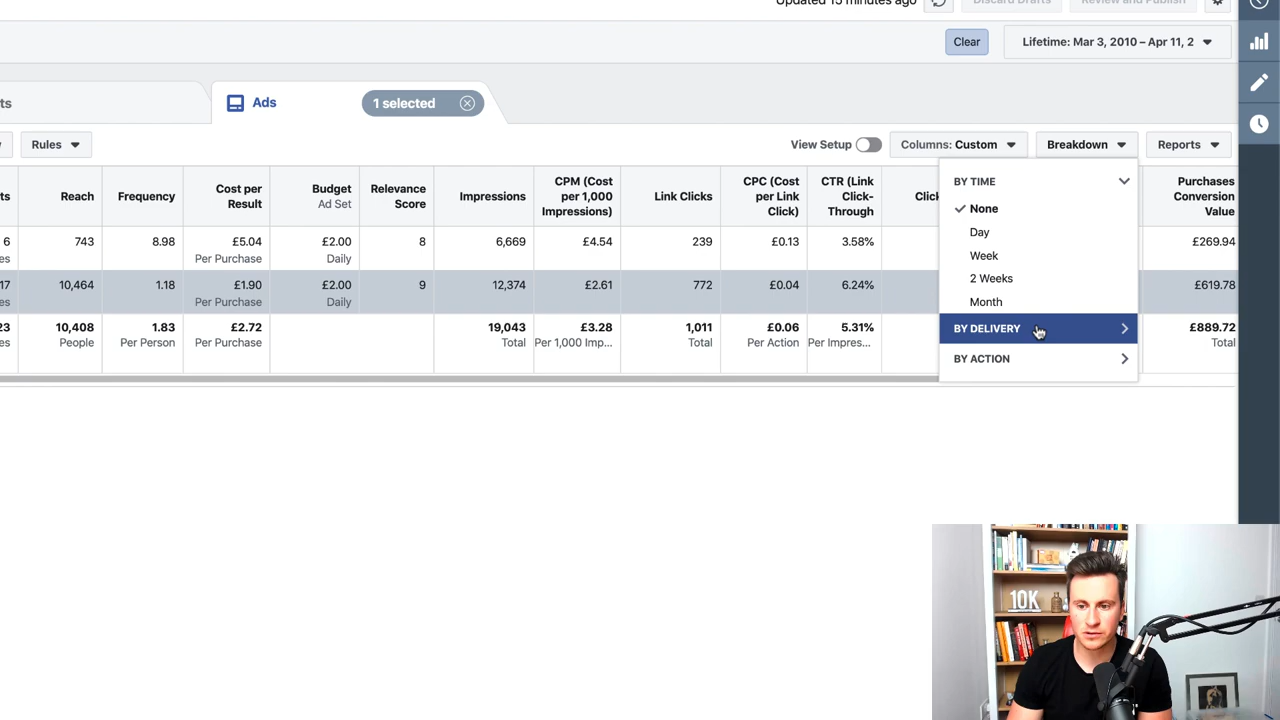 Updated 15 minutes ago
Discard Drafts
Review and Publish
Clear
Lifetime: Mar 3, 2010 – Apr 11, 2
ts
Ads
1 selected
Rules
View Setup
Columns: Custom
Breakdown
Reports
ts
Reach
Frequency
Cost per
Result
Budget
Ad Set
Relevance
Score
Impressions
CPM (Cost
per 1,000
Impressions)
Link Clicks
CPC (Cost
per Link
Click)
CTR (Link
Click-
Through
Click
Purchases
Conversion
Value
6
es
743
8.98
£5.04
Per Purchase
£2.00
Daily
8
6,669
£4.54
239
£0.13
3.58%
£269.94
17
es
10,464
1.18
£1.90
Per Purchase
£2.00
Daily
9
12,374
£2.61
772
£0.04
6.24%
£619.78
23
es
10,408
People
1.83
Per Person
£2.72
Per Purchase
19,043
Total
£3.28
Per 1,000 Imp...
1,011
Total
£0.06
Per Action
5.31%
Per Impres...
£889.72
Total
BY TIME
None
Day
Week
2 Weeks
Month
BY DELIVERY
BY ACTION
10K